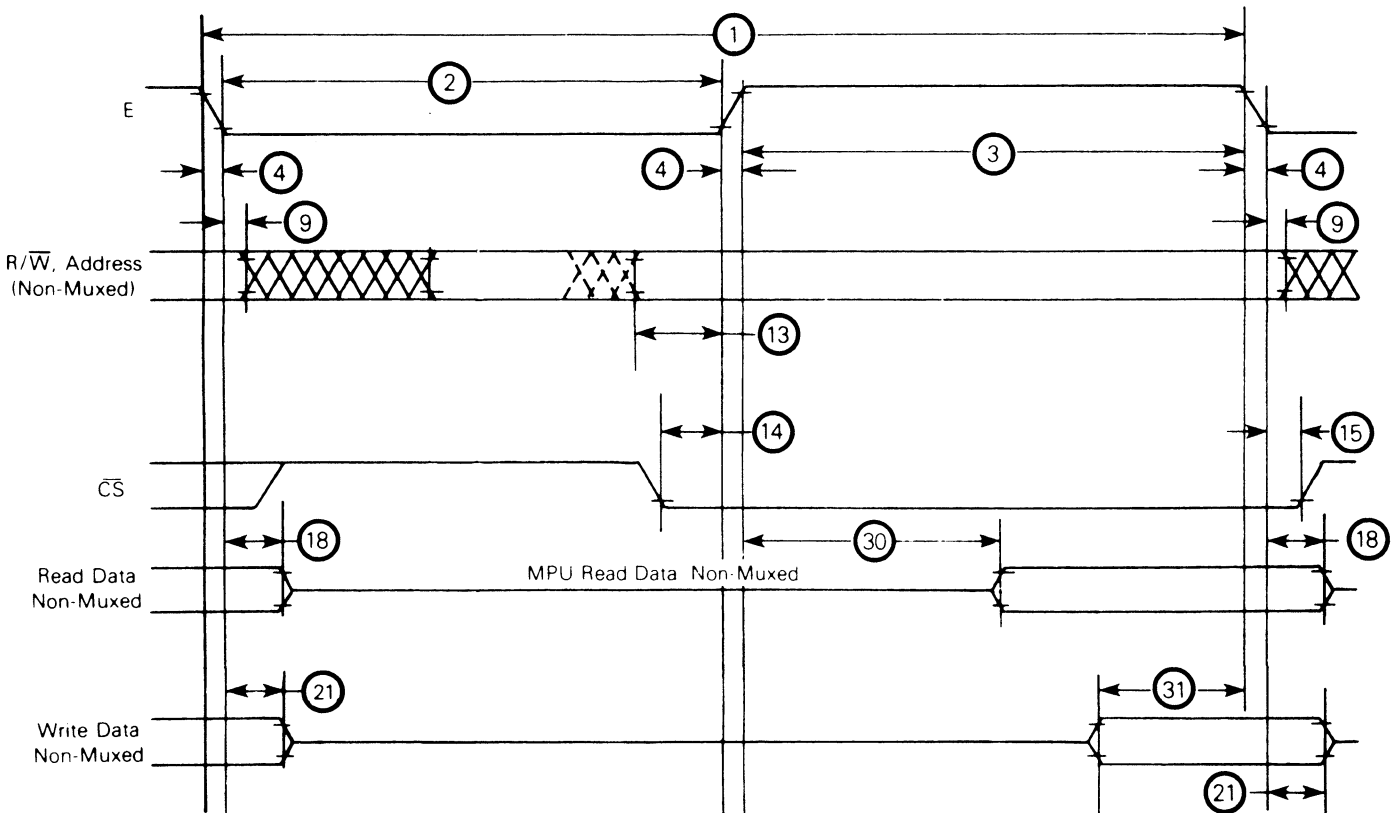 1
2
E
3
4
4
4
9
9
R/W̅, Address
(Non-Muxed)
13
14
15
C̅S̅
18
30
18
Read Data
Non-Muxed
MPU Read Data Non-Muxed
21
31
Write Data
Non-Muxed
21